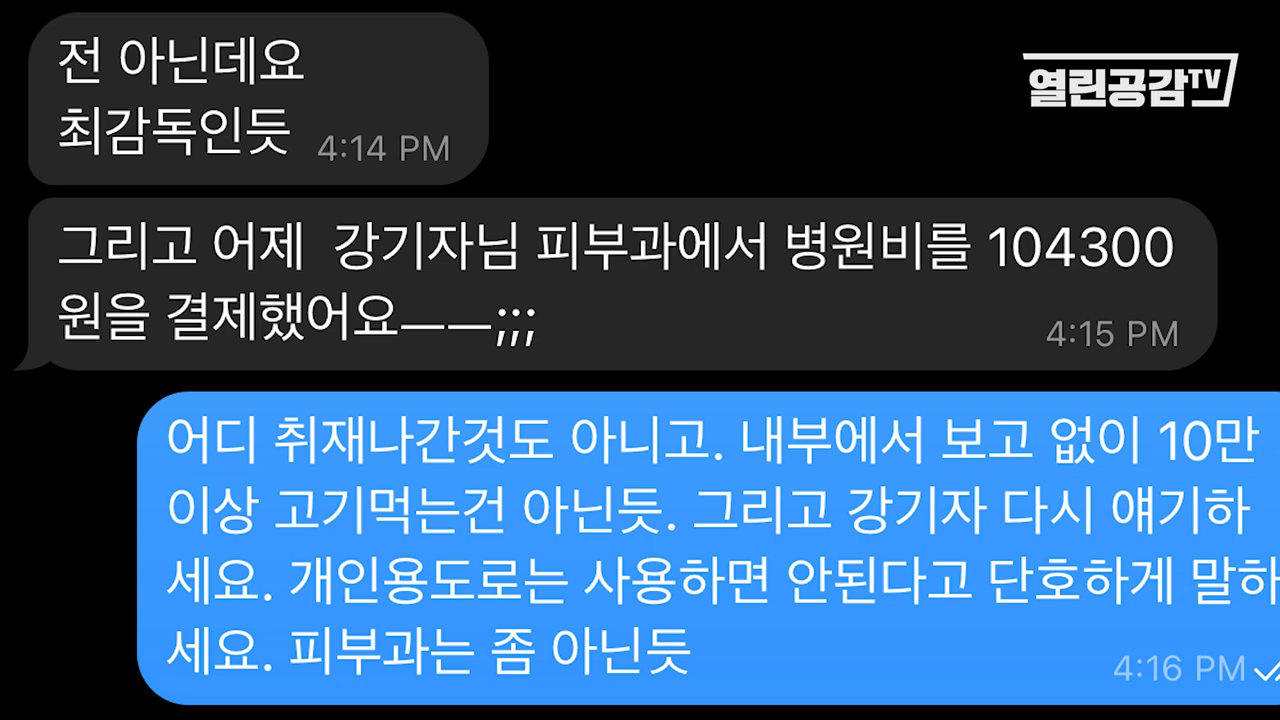 전 아닌데요
최감독인듯 4:14 PM
열린공감TV
그리고 어제 강기자님 피부과에서 병원비를 104300
원을 결제했어요ㅡㅡ;;;
4:15 PM
어디 취재나간것도 아니고. 내부에서 보고 없이 10만
이상 고기먹는건 아닌듯. 그리고 강기자 다시 얘기하
세요. 개인용도로는 사용하면 안된다고 단호하게 말하
세요. 피부과는 좀 아닌듯
4:16 PM